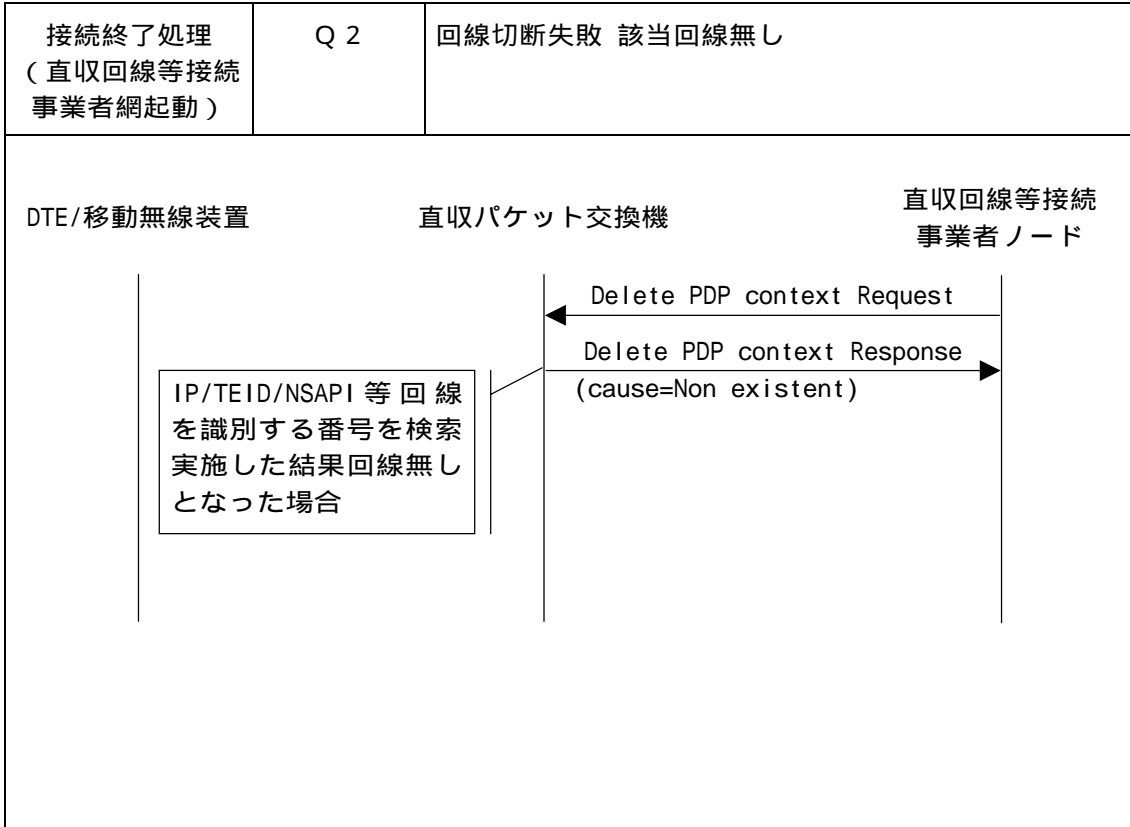 接続終了処理
(直収回線等接続
事業者網起動)
Q2
回線切断失敗 該当回線無し
DTE/移動無線装置
直収パケット交換機
直収回線等接続
事業者ノード
Delete PDP context Request
Delete PDP context Response
(cause=Non existent)
IP/TEID/NSAPI等回線
を識別する番号を検索
実施した結果回線無し
となった場合